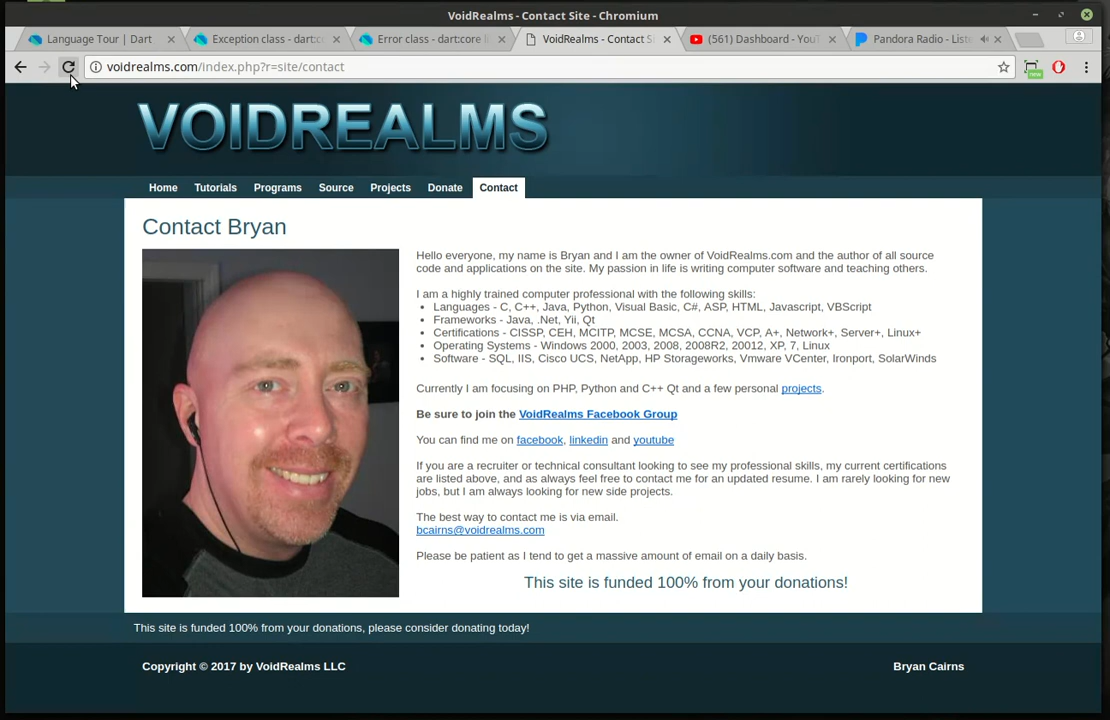 VoidRealms - Contact Site - Chromium
Language Tour | Dart
Exception class - dart:c
Error class - dart:core li
VoidRealms - Contact S
(561) Dashboard - You
Pandora Radio - Liste
voidrealms.com/index.php?r=site/contact
new
VOIDREALMS
Home Tutorials Programs Source Projects Donate Contact
Contact Bryan
Hello everyone, my name is Bryan and I am the owner of VoidRealms.com and the author of all source
code and applications on the site. My passion in life is writing computer software and teaching others.
I am a highly trained computer professional with the following skills:
• Languages - C, C++, Java, Python, Visual Basic, C#, ASP, HTML, Javascript, VBScript
• Frameworks - Java, .Net, Yii, Qt
• Certifications - CISSP, CEH, MCITP, MCSE, MCSA, CCNA, VCP, A+, Network+, Server+, Linux+
• Operating Systems - Windows 2000, 2003, 2008, 2008R2, 20012, XP, 7, Linux
• Software - SQL, IIS, Cisco UCS, NetApp, HP Storageworks, Vmware VCenter, Ironport, SolarWinds
Currently I am focusing on PHP, Python and C++ Qt and a few personal projects.
Be sure to join the VoidRealms Facebook Group
You can find me on facebook, linkedin and youtube
If you are a recruiter or technical consultant looking to see my professional skills, my current certifications
are listed above, and as always feel free to contact me for an updated resume. I am rarely looking for new
jobs, but I am always looking for new side projects.
The best way to contact me is via email.
bcairns@voidrealms.com
Please be patient as I tend to get a massive amount of email on a daily basis.
This site is funded 100% from your donations!
This site is funded 100% from your donations, please consider donating today!
Copyright © 2017 by VoidRealms LLC
Bryan Cairns